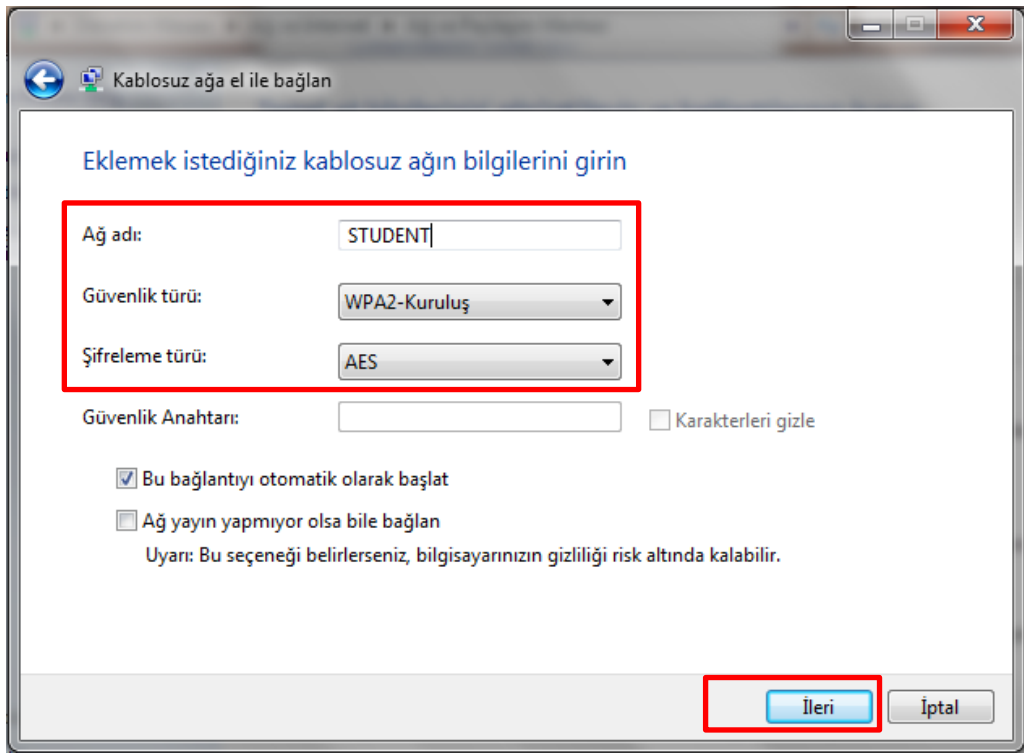 Kablosuz ağa el ile bağlan
Eklemek istediğiniz kablosuz ağın bilgilerini girin
Ağ adı: STUDENT
Güvenlik türü: WPA2-Kuruluş
Şifreleme türü: AES
Güvenlik Anahtarı: Karakterleri gizle
Bu bağlantıyı otomatik olarak başlat
Ağ yayın yapmıyor olsa bile bağlan
Uyarı: Bu seçeneği belirlerseniz, bilgisayarınızın gizliliği risk altında kalabilir.
İleri İptal